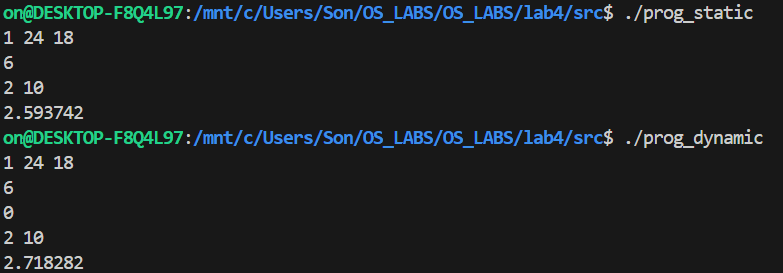 on@DESKTOP-F8Q4L97:/mnt/c/Users/Son/OS_LABS/OS_LABS/lab4/src$ ./prog_static
1 24 18
6
2 10
2.593742
on@DESKTOP-F8Q4L97:/mnt/c/Users/Son/OS_LABS/OS_LABS/lab4/src$ ./prog_dynamic
1 24 18
6
0
2 10
2.718282